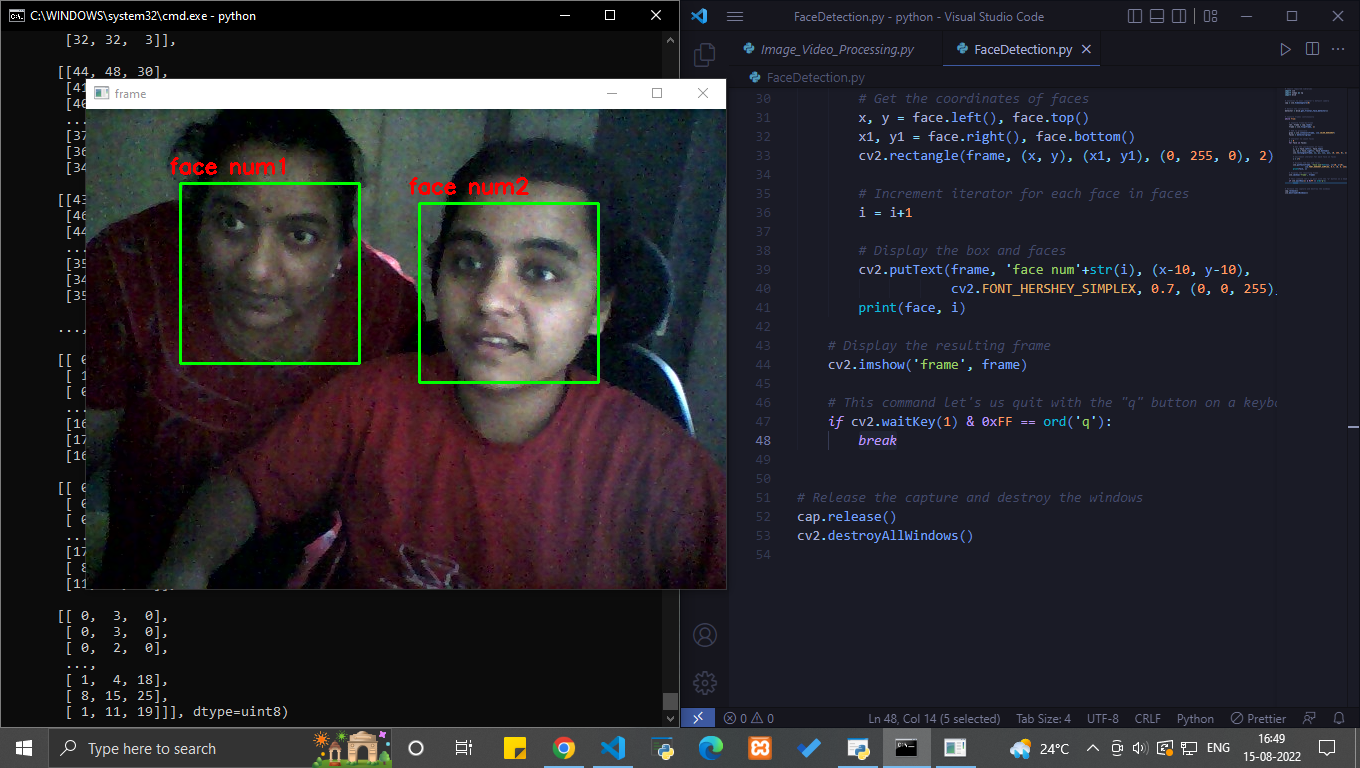 C:\WINDOWS\system32\cmd.exe - python
[32, 32,  3]],
[[44, 48, 30],
...
[[43
[46
[44
...
[35
[34
[35
...,
[[ 0
[ 1
[ 0
...
[16
[17
[16
[[ 0
[ 0
[ 0
...
[17
[ 8
[11
[[ 0,  3,  0],
[ 0,  3,  0],
[ 0,  2,  0],
...,
[ 1,  4, 18],
[ 8, 15, 25],
[ 1, 11, 19]]], dtype=uint8)
frame
face num1
face num2
FaceDetection.py - python - Visual Studio Code
Image_Video_Processing.py
FaceDetection.py
FaceDetection.py
30 # Get the coordinates of faces
31 x, y = face.left(), face.top()
32 x1, y1 = face.right(), face.bottom()
33 cv2.rectangle(frame, (x, y), (x1, y1), (0, 255, 0), 2)
34
35 # Increment iterator for each face in faces
36 i = i+1
37
38 # Display the box and faces
39 cv2.putText(frame, 'face num'+str(i), (x-10, y-10),
40 cv2.FONT_HERSHEY_SIMPLEX, 0.7, (0, 0, 255),
41 print(face, i)
42
43 # Display the resulting frame
44 cv2.imshow('frame', frame)
45
46 # This command let's us quit with the "q" button on a keybo
47 if cv2.waitKey(1) & 0xFF == ord('q'):
48 break
49
50
51 # Release the capture and destroy the windows
52 cap.release()
53 cv2.destroyAllWindows()
54
0 0 Ln 48, Col 14 (5 selected) Tab Size: 4 UTF-8 CRLF Python Prettier
Type here to search
24°C ENG 16:49
15-08-2022